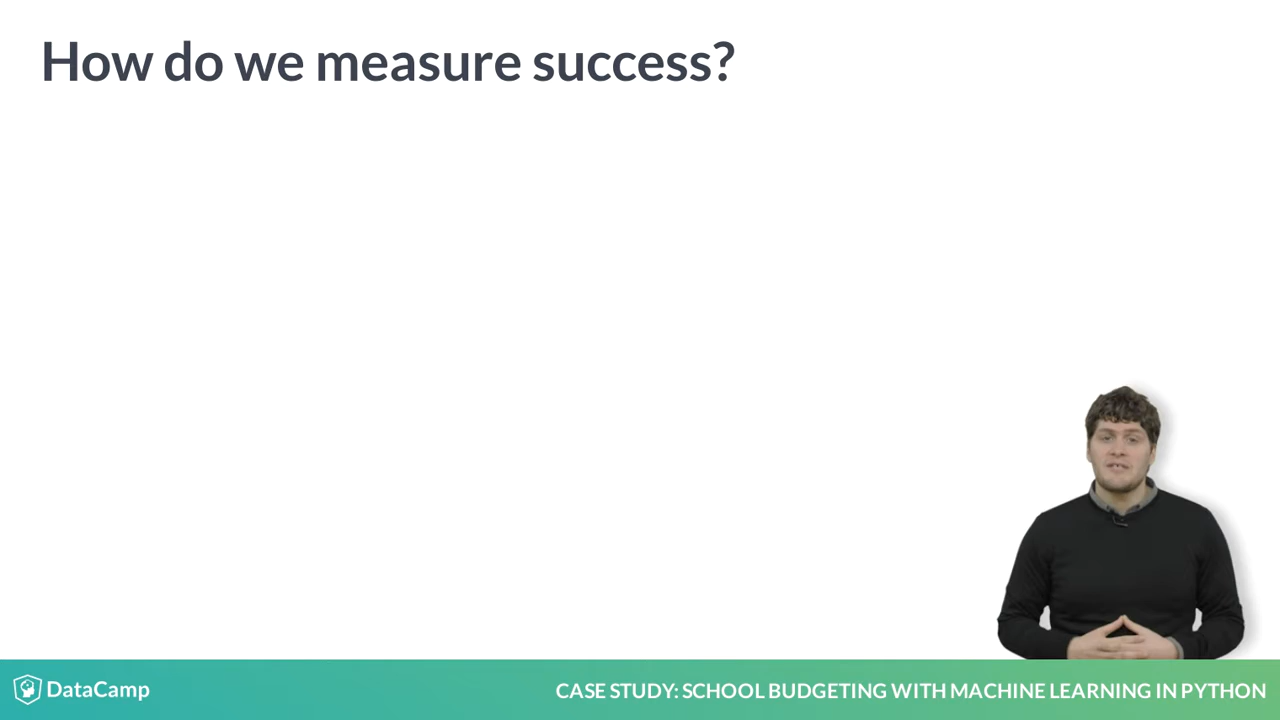 How do we measure success?
DataCamp
CASE STUDY: SCHOOL BUDGETING WITH MACHINE LEARNING IN PYTHON